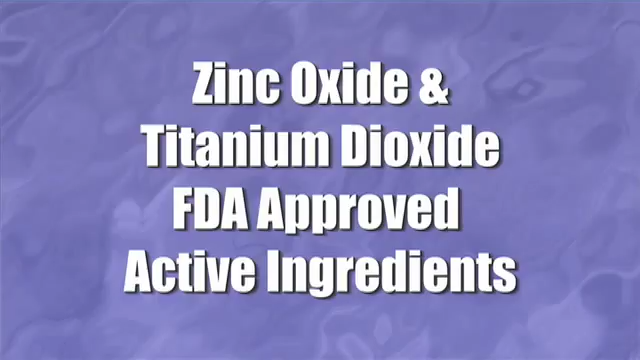 Zinc Oxide &
Titanium Dioxide
FDA Approved
Active Ingredients